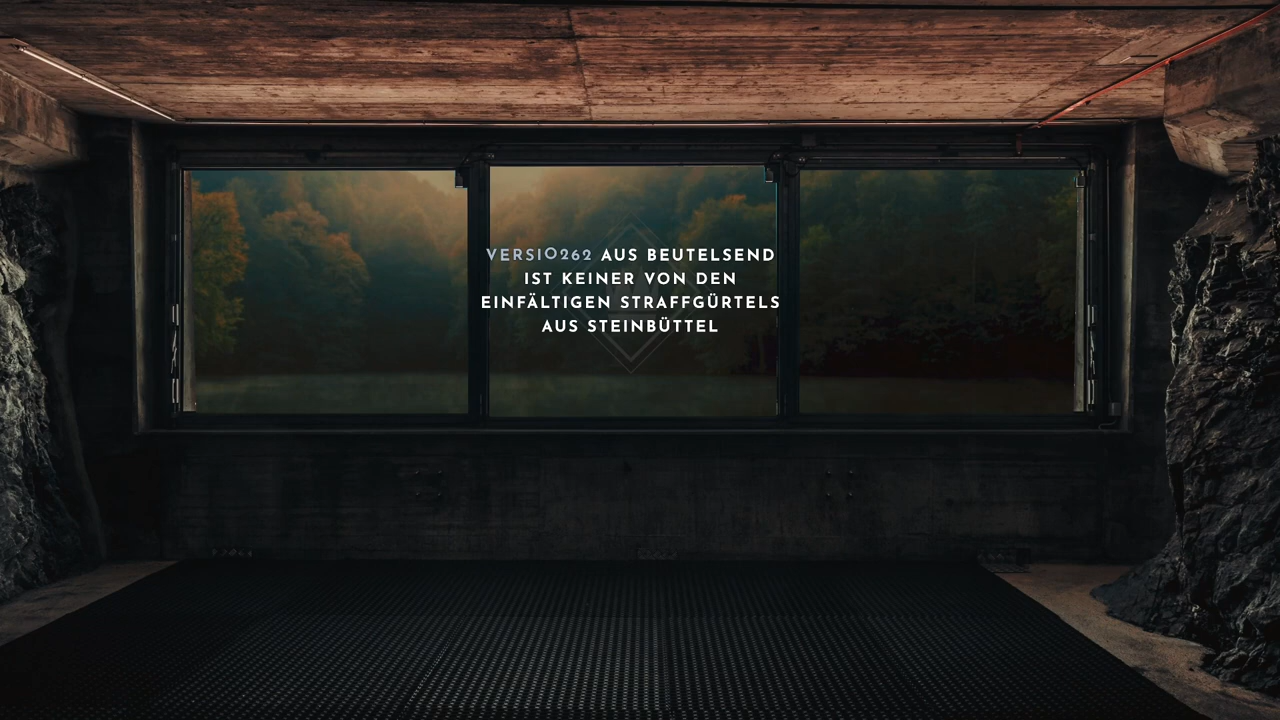 VERSIO262 AUS BEUTELSEND
IST KEINER VON DEN
EINFÄLTIGEN STRAFFGÜRTELS
AUS STEINBÜTTEL